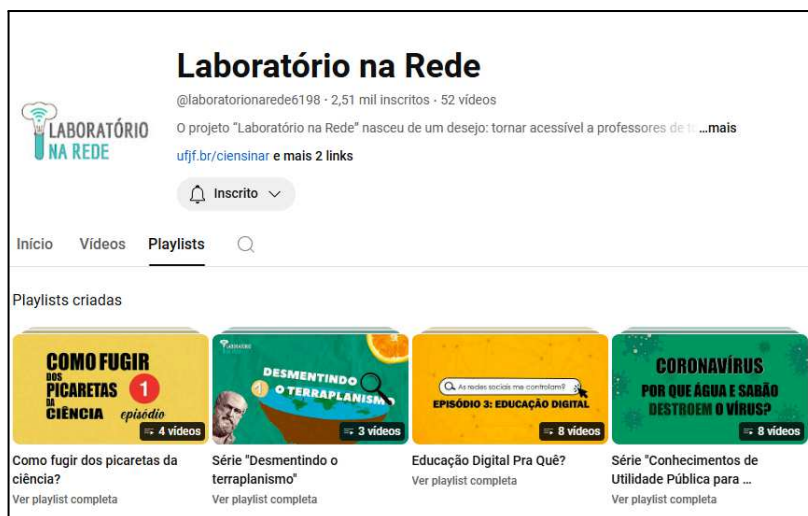 Laboratório na Rede
LABORATÓRIO
NA REDE
@laboratorionarede6198 · 2,51 mil inscritos · 52 vídeos
O projeto “Laboratório na Rede” nasceu de um desejo: tornar acessível a professores de ...mais
ufjf.br/ciensinar e mais 2 links
Inscrito
Início Vídeos Playlists
Playlists criadas
COMO FUGIR
DOS
PICARETAS 1
DA
CIÊNCIA episódio
4 vídeos
DESMENTINDO
1 O TERRAPLANISMO
3 vídeos
As redes sociais me controlam?
EPISÓDIO 3: EDUCAÇÃO DIGITAL
8 vídeos
CORONAVÍRUS
POR QUE ÁGUA E SABÃO
DESTROEM O VÍRUS?
8 vídeos
Como fugir dos picaretas da
ciência?
Ver playlist completa
Série "Desmentindo o
terraplanismo"
Ver playlist completa
Educação Digital Pra Quê?
Ver playlist completa
Série "Conhecimentos de
Utilidade Pública para ...
Ver playlist completa